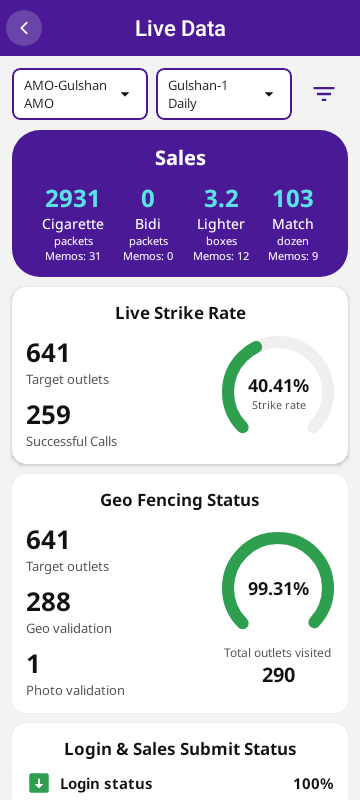 Live Data
AMO-Gulshan
AMO
Gulshan-1
Daily
Sales
2931
Cigarette
packets
Memos: 31
0
Bidi
packets
Memos: 0
3.2
Lighter
boxes
Memos: 12
103
Match
dozen
Memos: 9
Live Strike Rate
641
Target outlets
259
Successful Calls
40.41%
Strike rate
Geo Fencing Status
641
Target outlets
288
Geo validation
1
Photo validation
99.31%
Total outlets visited
290
Login & Sales Submit Status
Login status 100%